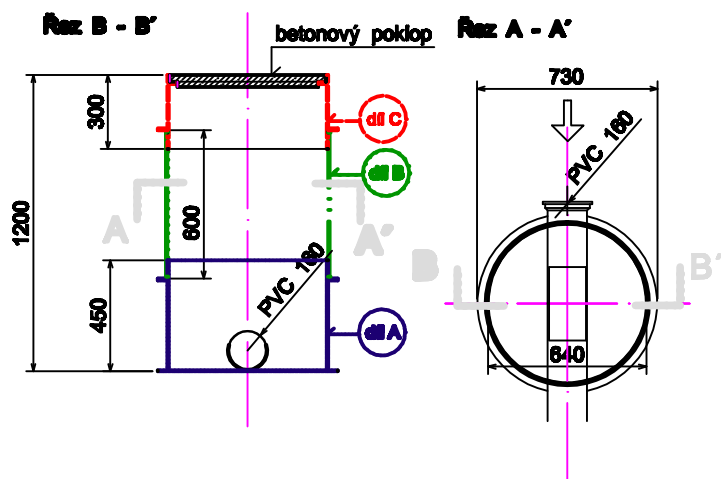 Řez B - B´
betonový poklop
Řez A - A´
730
300
díl C
PVC 160
díl B
1200
600
A
A´
B
B´
PVC 160
450
díl A
640